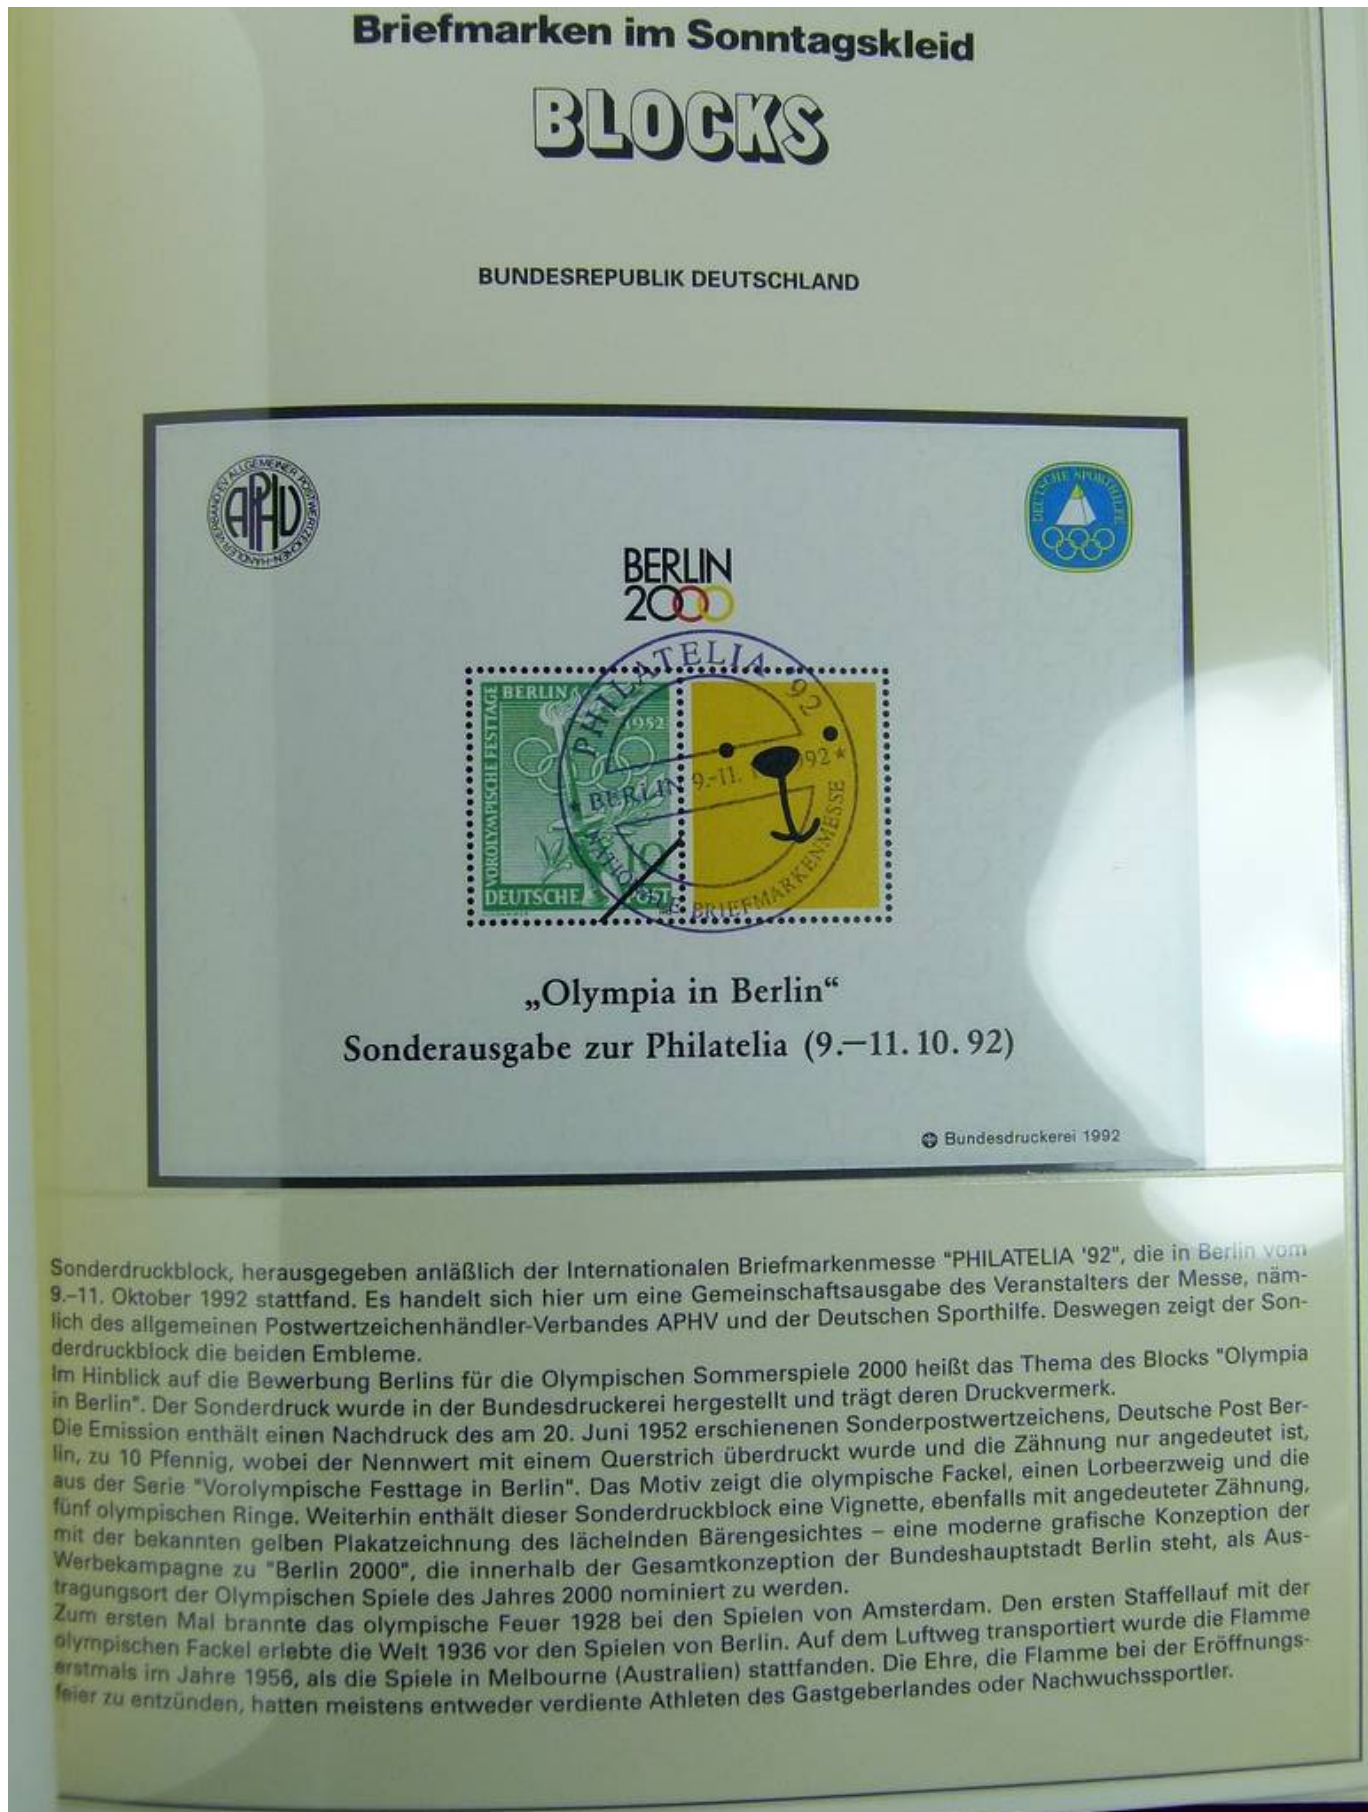 Briefmarken im Sonntagskleid
BLOCKS
BUNDESREPUBLIK DEUTSCHLAND
APHV
ALLGEMEINER POSTWERTZEICHEN-HÄNDLER-VERBAND EV
DEUTSCHE SPORTHILFE
BERLIN
2000
PHILATELIA '92
BERLIN
1952
VOROLYMPISCHE FESTTAGE
★ BERLIN 9.-11. 992 ★
10
DEUTSCHE POST
BRIEFMARKENMESSE
„Olympia in Berlin“
Sonderausgabe zur Philatelia (9.–11. 10. 92)
Bundesdruckerei 1992
Sonderdruckblock, herausgegeben anläßlich der Internationalen Briefmarkenmesse "PHILATELIA '92", die in Berlin vom
9.–11. Oktober 1992 stattfand. Es handelt sich hier um eine Gemeinschaftsausgabe des Veranstalters der Messe, näm-
lich des allgemeinen Postwertzeichenhändler-Verbandes APHV und der Deutschen Sporthilfe. Deswegen zeigt der Son-
derdruckblock die beiden Embleme.
Im Hinblick auf die Bewerbung Berlins für die Olympischen Sommerspiele 2000 heißt das Thema des Blocks "Olympia
in Berlin". Der Sonderdruck wurde in der Bundesdruckerei hergestellt und trägt deren Druckvermerk.
Die Emission enthält einen Nachdruck des am 20. Juni 1952 erschienenen Sonderpostwertzeichens, Deutsche Post Ber-
lin, zu 10 Pfennig, wobei der Nennwert mit einem Querstrich überdruckt wurde und die Zähnung nur angedeutet ist,
aus der Serie "Vorolympische Festtage in Berlin". Das Motiv zeigt die olympische Fackel, einen Lorbeerzweig und die
fünf olympischen Ringe. Weiterhin enthält dieser Sonderdruckblock eine Vignette, ebenfalls mit angedeuteter Zähnung,
mit der bekannten gelben Plakatzeichnung des lächelnden Bärengesichtes – eine moderne grafische Konzeption der
Werbekampagne zu "Berlin 2000", die innerhalb der Gesamtkonzeption der Bundeshauptstadt Berlin steht, als Aus-
tragungsort der Olympischen Spiele des Jahres 2000 nominiert zu werden.
Zum ersten Mal brannte das olympische Feuer 1928 bei den Spielen von Amsterdam. Den ersten Staffellauf mit der
olympischen Fackel erlebte die Welt 1936 vor den Spielen von Berlin. Auf dem Luftweg transportiert wurde die Flamme
erstmals im Jahre 1956, als die Spiele in Melbourne (Australien) stattfanden. Die Ehre, die Flamme bei der Eröffnungs-
feier zu entzünden, hatten meistens entweder verdiente Athleten des Gastgeberlandes oder Nachwuchssportler.